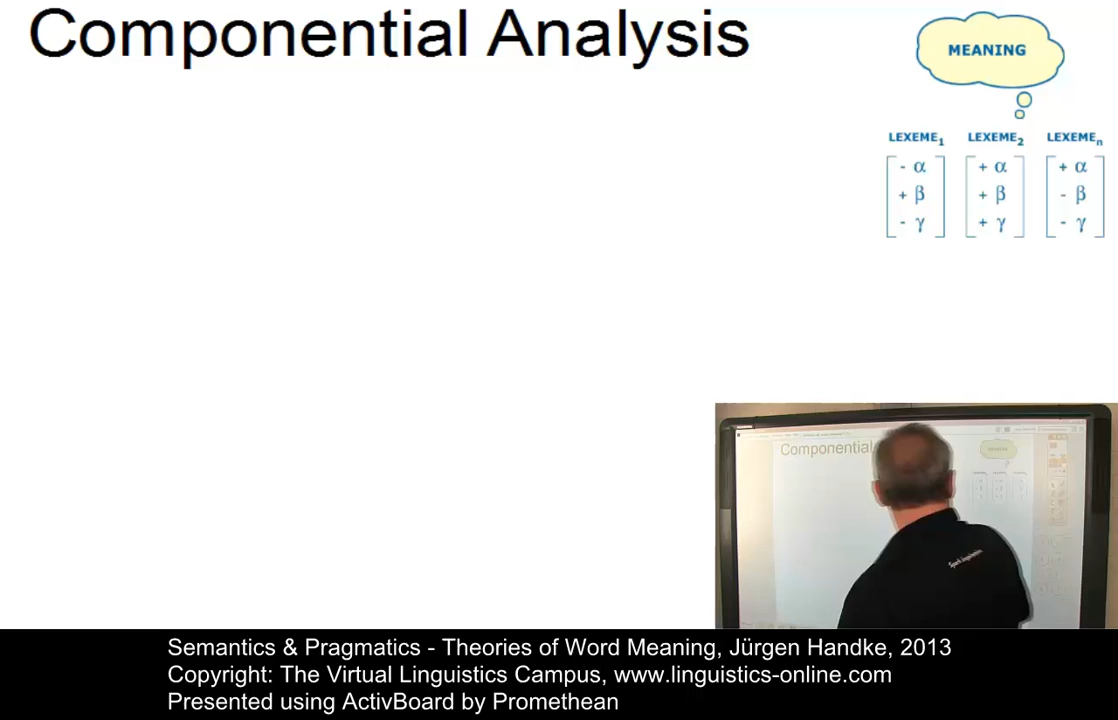 Componential Analysis
MEANING
LEXEME₁ LEXEME₂ LEXEMEₙ
- α + α + α
+ β + β - β
- γ + γ - γ
Componential
Semantics & Pragmatics - Theories of Word Meaning, Jürgen Handke, 2013
Copyright: The Virtual Linguistics Campus, www.linguistics-online.com
Presented using ActivBoard by Promethean